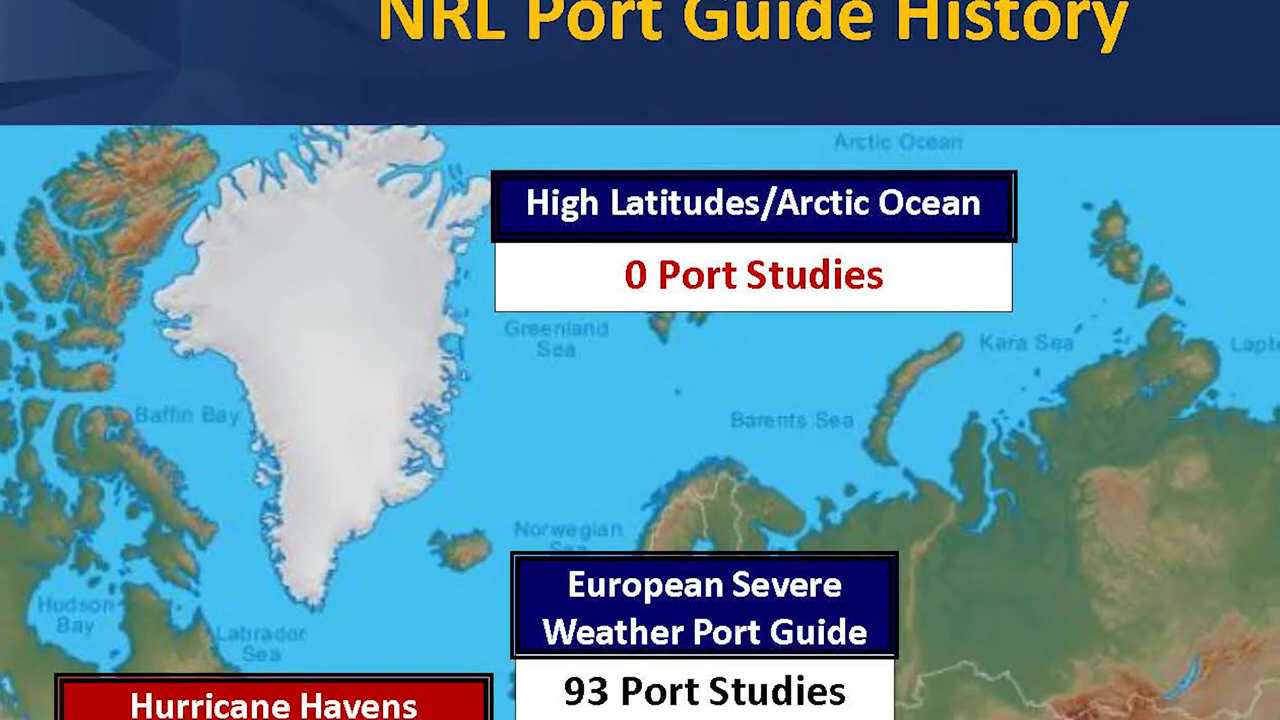 NRL Port Guide History
Arctic Ocean
High Latitudes/Arctic Ocean
0 Port Studies
Greenland
Sea
Kara Sea
Baffin Bay
Barents Sea
Norwegian
Sea
European Severe
Weather Port Guide
93 Port Studies
Hudson
Bay
Labrador
Sea
Hurricane Havens